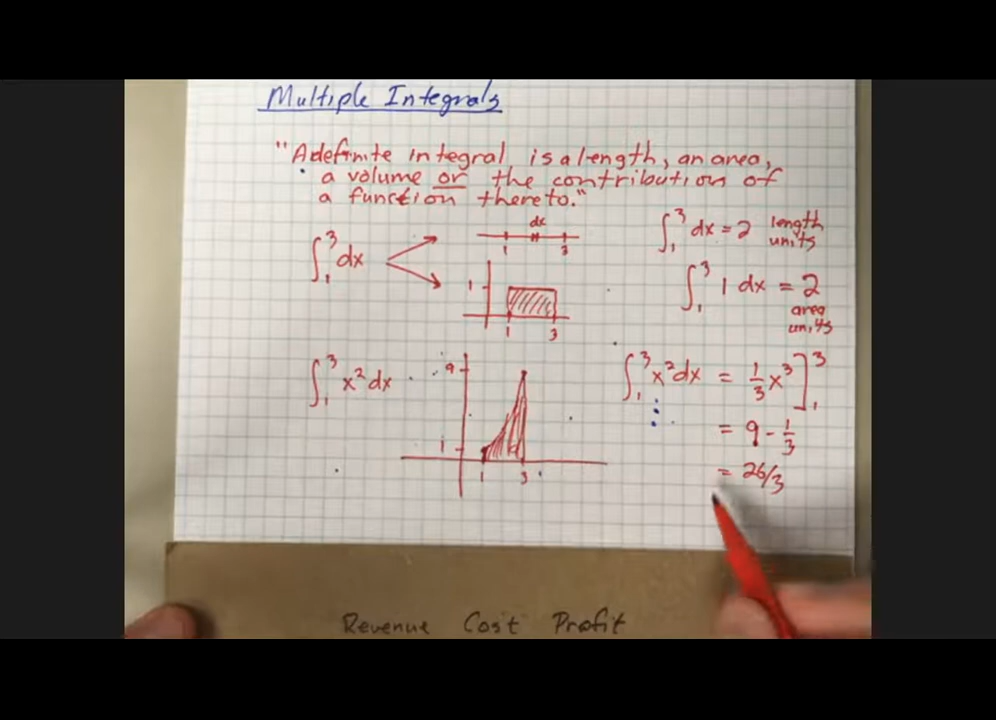 Multiple Integrals
"A definite integral is a length, an area,
a volume or the contribution of
a function thereto."
∫₁³ dx
dx
1 3
1
1 3
∫₁³ dx = 2 length
units
∫₁³ 1 dx = 2
area
units
∫₁³ x² dx
9
1
1 3
∫₁³ x² dx = 1/3 x³ ]₁³
= 9 - 1/3
= 26/3
Revenue Cost Profit